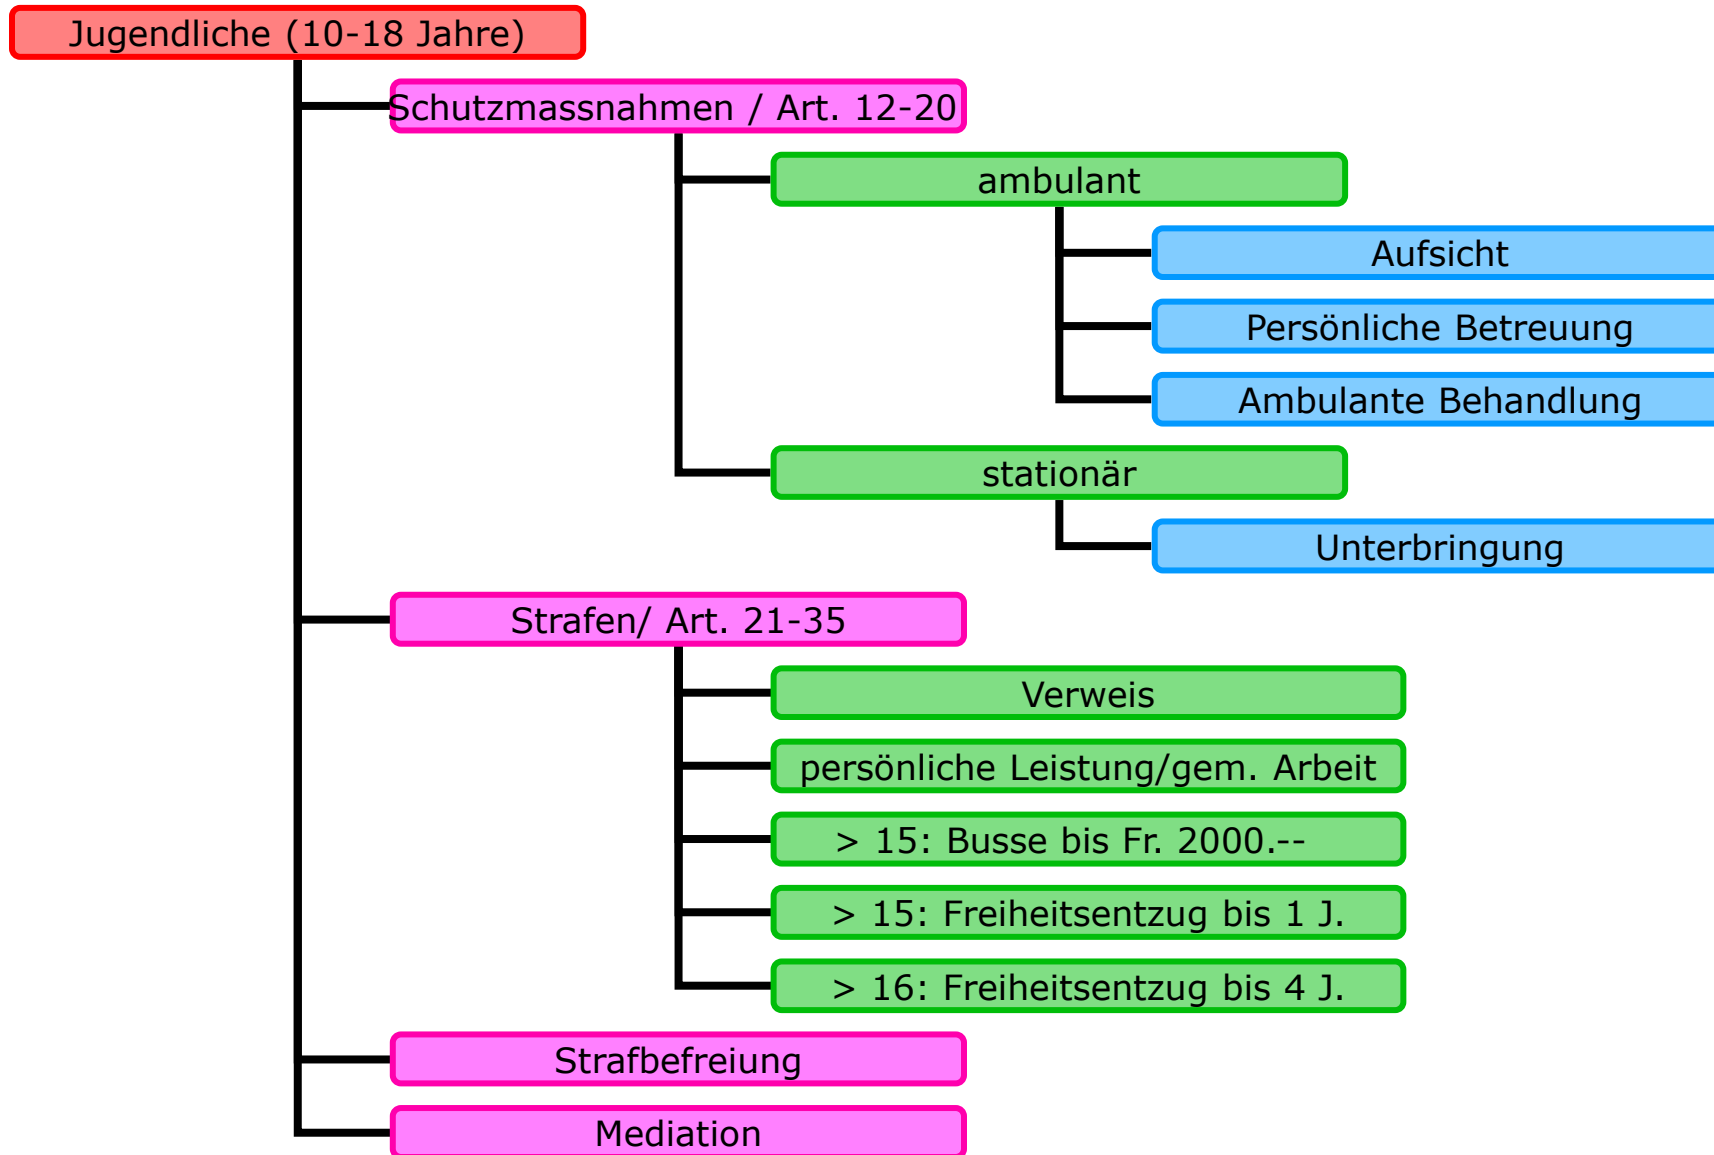 Jugendliche (10-18 Jahre)
Schutzmassnahmen / Art. 12-20
ambulant
Aufsicht
Persönliche Betreuung
Ambulante Behandlung
stationär
Unterbringung
Strafen/ Art. 21-35
Verweis
persönliche Leistung/gem. Arbeit
> 15: Busse bis Fr. 2000.--
> 15: Freiheitsentzug bis 1 J.
> 16: Freiheitsentzug bis 4 J.
Strafbefreiung
Mediation